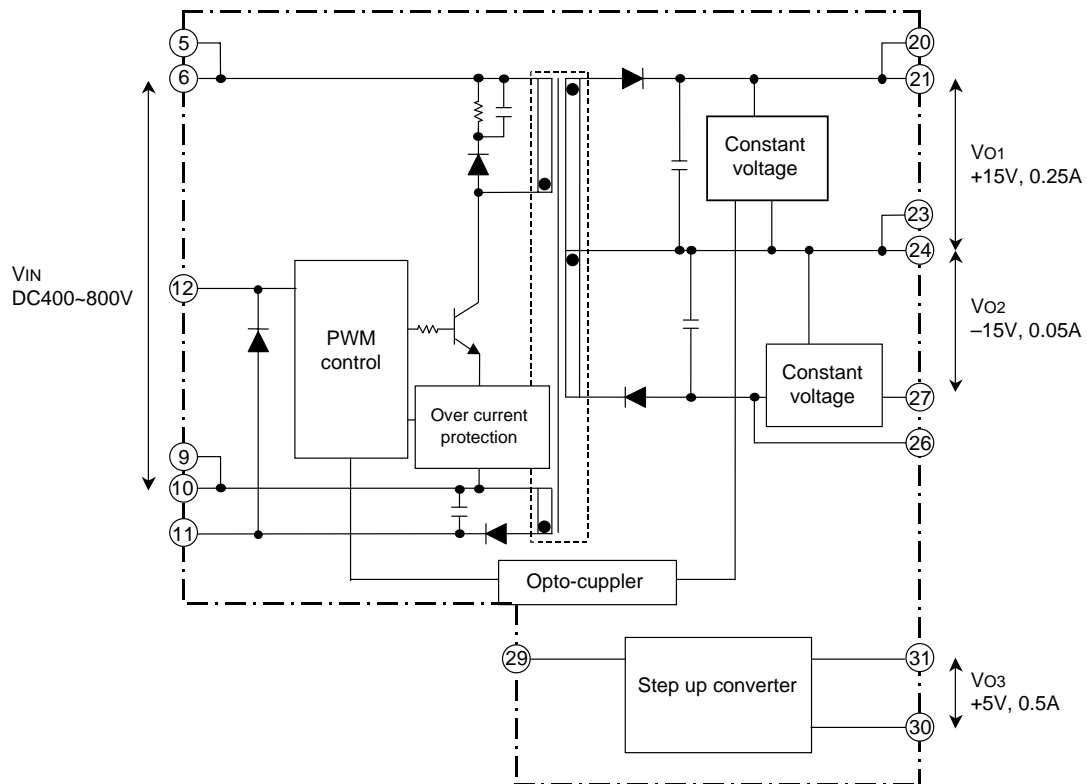 5
20
6
21
Constant
voltage
VO1
+15V, 0.25A
23
24
VIN
DC400~800V
12
PWM
control
VO2
–15V, 0.05A
Constant
voltage
27
Over current
protection
26
9
10
11
Opto-cuppler
29
Step up converter
31
VO3
+5V, 0.5A
30